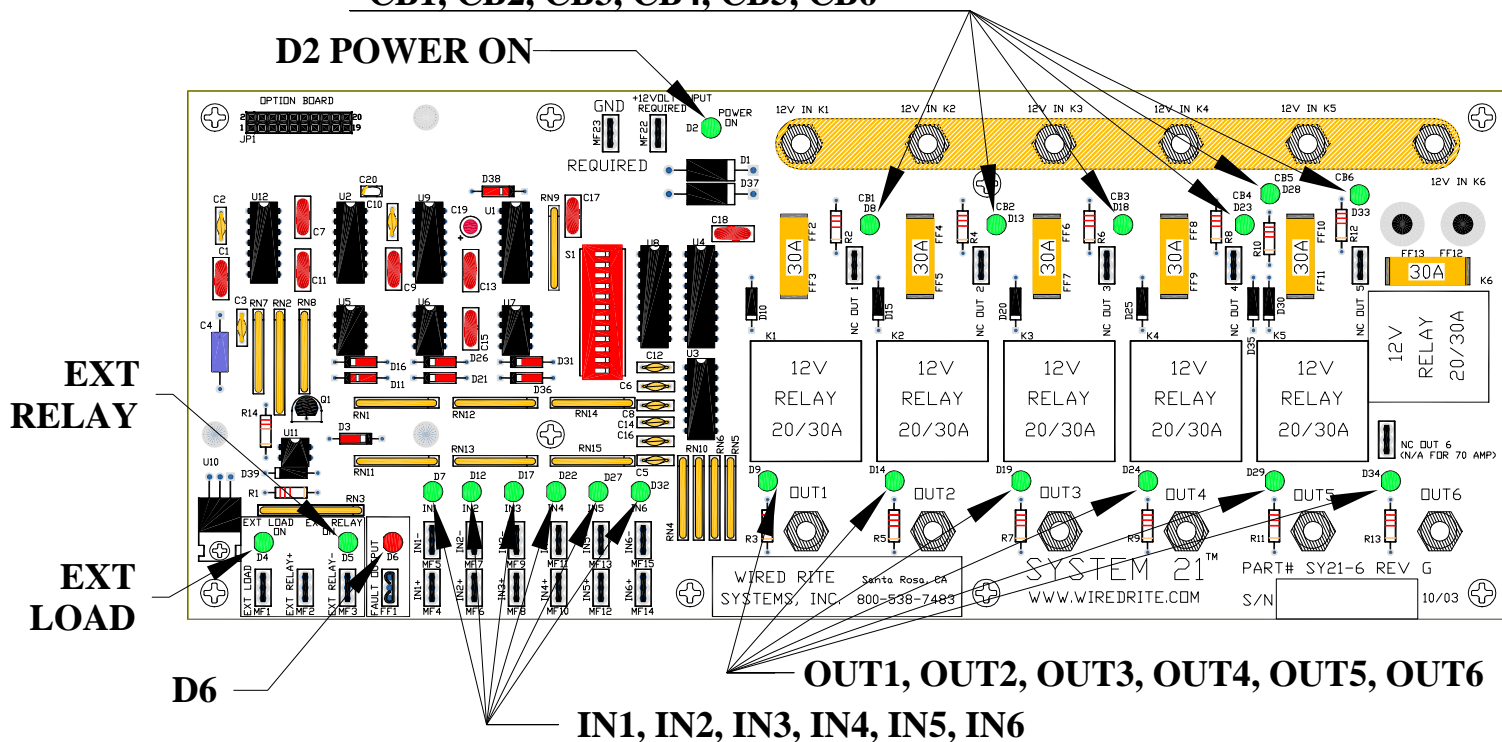 CB1, CB2, CB3, CB4, CB5, CB6
D2 POWER ON
OPTION BOARD
2 20
1 19
JP1
GND
MF23
+12VOLT INPUT
REQUIRED
MF22
REQUIRED
D2
POWER
ON
12V IN K1
12V IN K2
12V IN K3
12V IN K4
12V IN K5
12V IN K6
D1
D37
C2
U12
C7
U2
C20
C10
U9
D38
C19
+
U1
RN9
C17
C18
C1
C11
C9
C13
S1
U8
U4
CB1
D8
CB2
D13
CB3
D18
CB4
D23
CB5
D28
CB6
D33
R2
R4
R6
R8
R10
R12
FF2
30A
FF3
FF4
30A
FF5
FF6
30A
FF7
FF8
30A
FF9
FF10
30A
FF11
FF13
FF12
30A
K6
NC OUT 1
NC OUT 2
NC OUT 3
NC OUT 4
NC OUT 5
D10
D15
D20
D25
D35
D30
C4
C3
RN7
RN2
RN8
U5
U6
U7
C15
D16
D11
D26
D21
D31
D36
C12
C6
C8
C14
C16
C5
U3
K1
12V
RELAY
20/30A
K2
12V
RELAY
20/30A
K3
12V
RELAY
20/30A
K4
12V
RELAY
20/30A
K5
12V
RELAY
20/30A
12V
RELAY
20/30A
NC OUT 6
(N/A FOR 70 AMP)
EXT
RELAY
R14
Q1
D3
RN1
RN12
RN14
RN11
RN13
RN15
RN10
RN6
RN5
RN4
U11
U10
D39
R1
RN3
D7
D12
D17
D22
D27
D32
IN2
IN3
IN4
IN5
IN6
D9
OUT1
D14
OUT2
D19
OUT3
D24
OUT4
D29
OUT5
D34
OUT6
R3
R5
R7
R9
R11
R13
EXT LOAD
ON
EXT RELAY
ON
D4
D5
D6
EXT LOAD
MF1
EXT RELAY+
MF2
EXT RELAY-
MF3
FAULT OUTPUT
FF1
IN1-
MF5
IN2-
MF7
IN3-
MF9
IN4-
MF11
IN5-
MF13
IN6-
MF15
IN1+
MF4
IN2+
MF6
IN3+
MF8
IN4+
MF10
IN5+
MF12
IN6+
MF14
WIRED RITE Santa Rosa, CA
SYSTEMS, INC. 800-538-7483
SYSTEM 21™
WWW.WIREDRITE.COM
PART# SY21-6 REV G
S/N
10/03
EXT
LOAD
D6
OUT1, OUT2, OUT3, OUT4, OUT5, OUT6
IN1, IN2, IN3, IN4, IN5, IN6